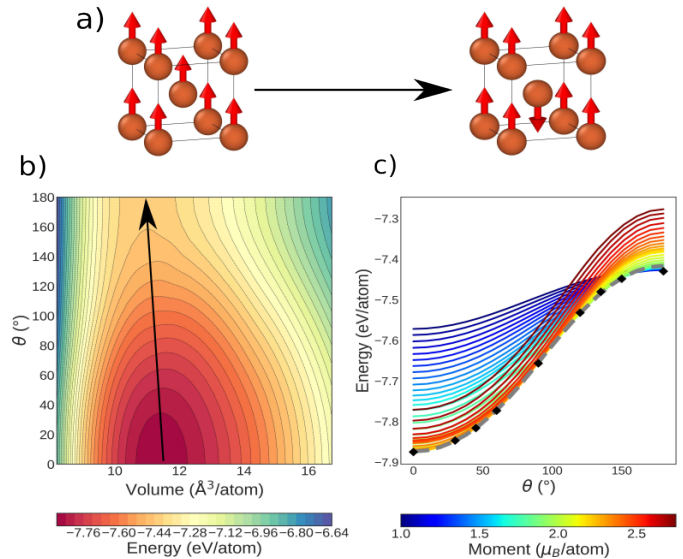 a)
b)
c)
180
160
140
120
100
80
60
40
20
0
θ (°)
10 12 14 16
Volume (Å³/atom)
−7.76−7.60−7.44−7.28−7.12−6.96−6.80−6.64
Energy (eV/atom)
−7.3
−7.4
−7.5
−7.6
−7.7
−7.8
−7.9
Energy (eV/atom)
0 50 100 150
θ (°)
1.0 1.5 2.0 2.5
Moment (μB/atom)